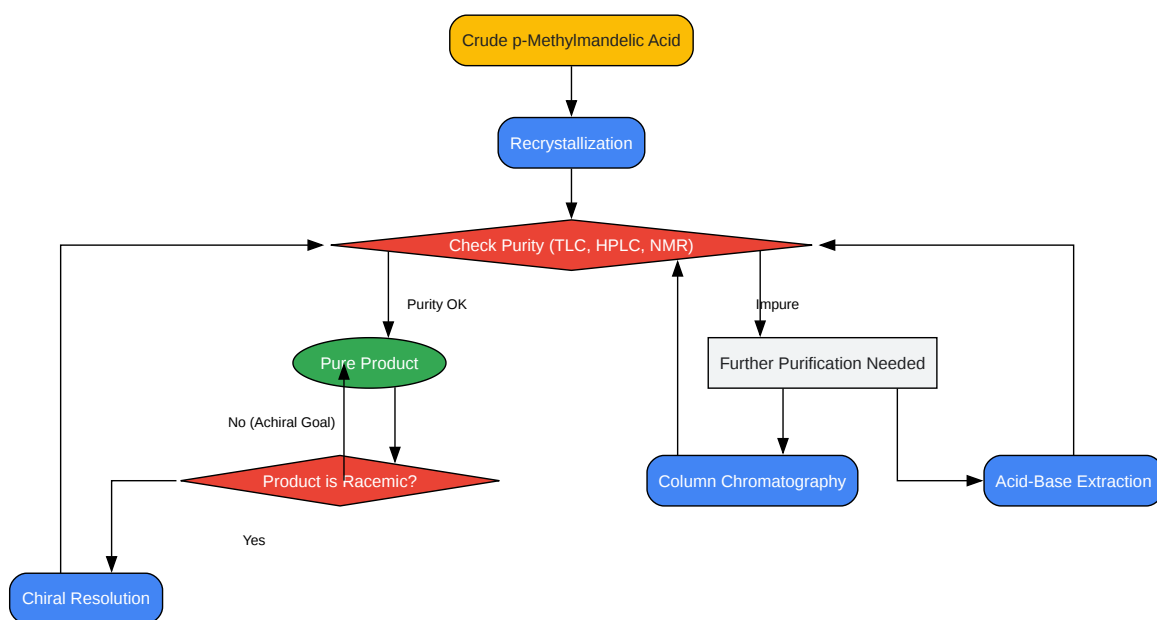 Crude p-Methylmandelic Acid
Recrystallization
Check Purity (TLC, HPLC, NMR)
Purity OK
Impure
Pure Product
Further Purification Needed
No (Achiral Goal)
Product is Racemic?
Column Chromatography
Acid-Base Extraction
Yes
Chiral Resolution